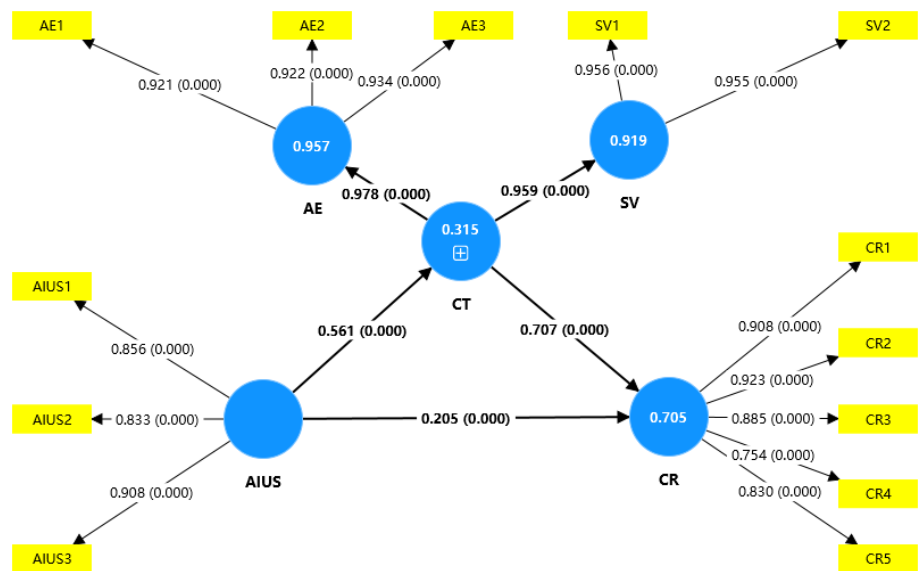 AE1
AE2
AE3
SV1
SV2
0.921 (0.000)
0.922 (0.000)
0.934 (0.000)
0.956 (0.000)
0.955 (0.000)
0.957
0.919
AE
SV
0.978 (0.000)
0.959 (0.000)
0.315
CT
AIUS1
CR1
0.856 (0.000)
0.561 (0.000)
0.707 (0.000)
0.908 (0.000)
CR2
0.923 (0.000)
AIUS2
0.833 (0.000)
0.205 (0.000)
0.705
0.885 (0.000)
CR3
0.754 (0.000)
AIUS
CR
CR4
0.908 (0.000)
0.830 (0.000)
AIUS3
CR5